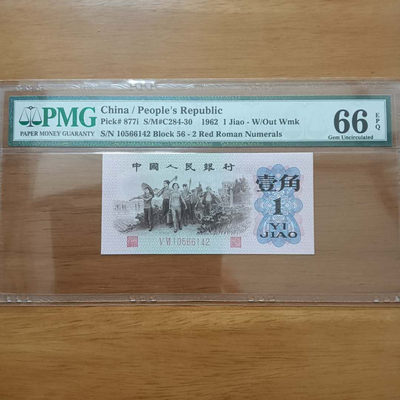 PMG
PAPER MONEY GUARANTY
China / People's Republic
Pick# 877i S/M#C284-30 1962 1 Jiao - W/Out Wmk
S/N 10566142 Block 56 - 2 Red Roman Numerals
66 EPQ
Gem Uncirculated
中國人民銀行
壹角
1
YI
JIAO
V VI 10566142